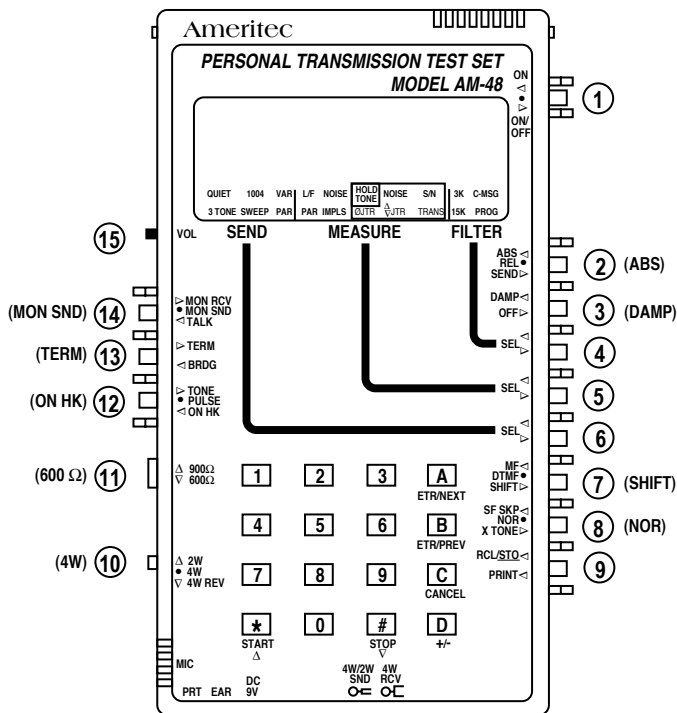 Ameritec
PERSONAL TRANSMISSION TEST SET
MODEL AM-48
ON
◁
•
▷
ON/
OFF
1
QUIET 1004 VAR L/F NOISE HOLD TONE NOISE S/N 3K C-MSG
3 TONE SWEEP PAR PAR IMPLS ØJTR △▽JTR TRANS 15K PROG
15 VOL SEND MEASURE FILTER
ABS ◁
REL •
SEND ▷
2 (ABS)
DAMP ◁
OFF ▷
3 (DAMP)
(MON SND) 14
▷ MON RCV
• MON SND
◁ TALK
(TERM) 13
▷ TERM
◁ BRDG
(ON HK) 12
▷ TONE
• PULSE
◁ ON HK
◁
SEL ▷
4
◁
SEL ▷
5
◁
SEL ▷
6
(600 Ω) 11
△ 900Ω
▽ 600Ω
1 2 3 A
ETR/NEXT
MF ◁
DTMF •
SHIFT ▷
7 (SHIFT)
4 5 6 B
ETR/PREV
SF SKP ◁
NOR •
X TONE ▷
8 (NOR)
(4W) 10
△ 2W
• 4W
▽ 4W REV
7 8 9 C
CANCEL
RCL/STO ◁
PRINT ◁
9
* 0 # D
START STOP +/-
△ ▽
MIC
PRT EAR DC 9V
4W/2W SND
4W RCV